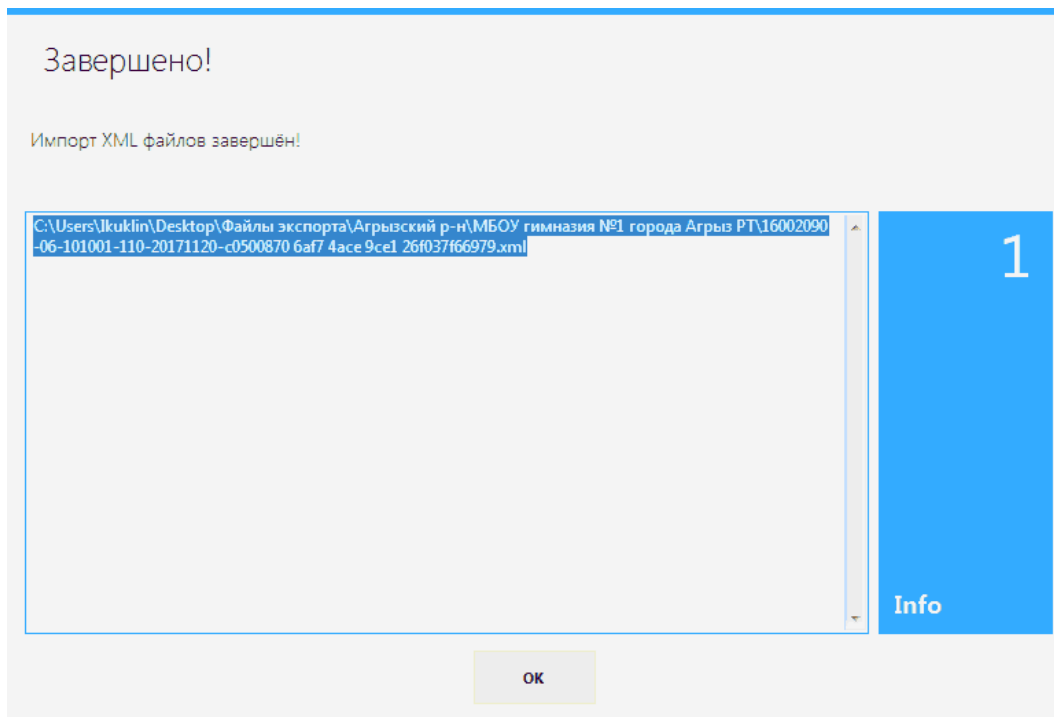 Завершено!
Импорт XML файлов завершён!
C:\Users\Ikuklin\Desktop\Файлы экспорта\Агрызский р-н\МБОУ гимназия №1 города Агрыз РТ\16002090
-06-101001-110-20171120-c0500870 6af7 4ace 9ce1 26f037f66979.xml
1
Info
ОК